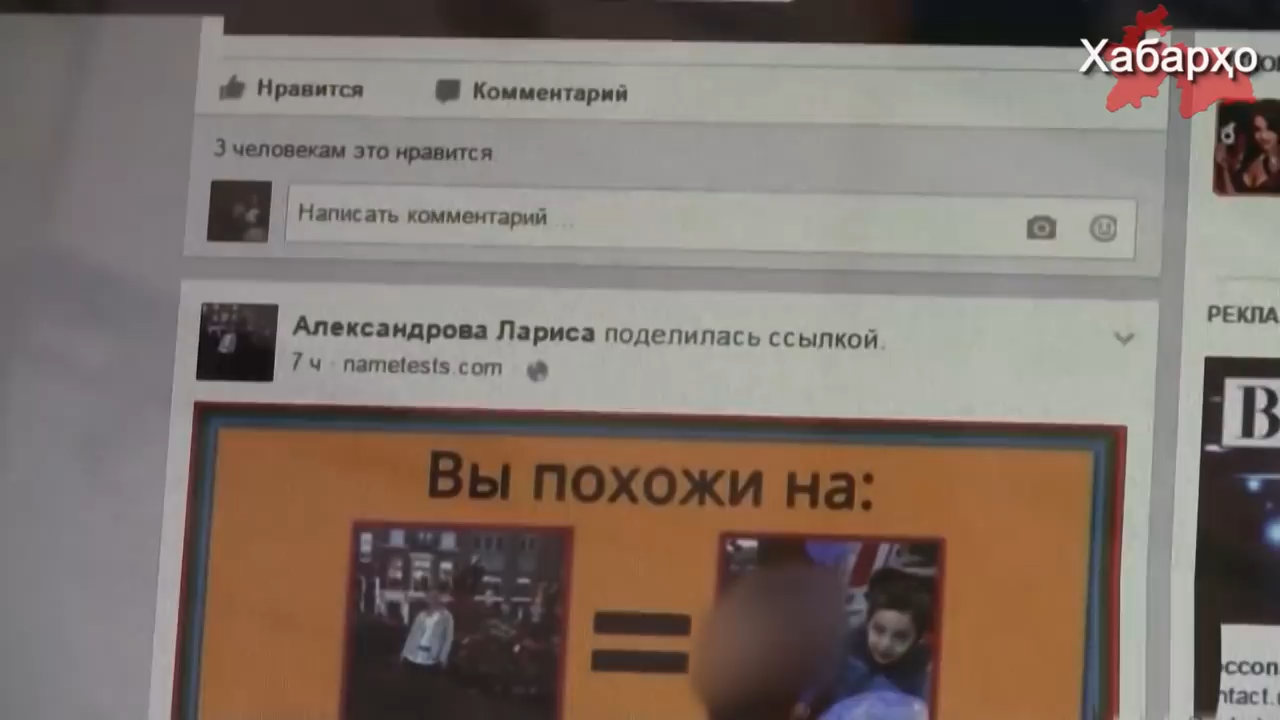 Хабарҳо
Нравится
Комментарий
3 человекам это нравится
Написать комментарий ...
Александрова Лариса поделилась ссылкой.
7 ч · nametests.com
РЕКЛА
Вы похожи на:
B